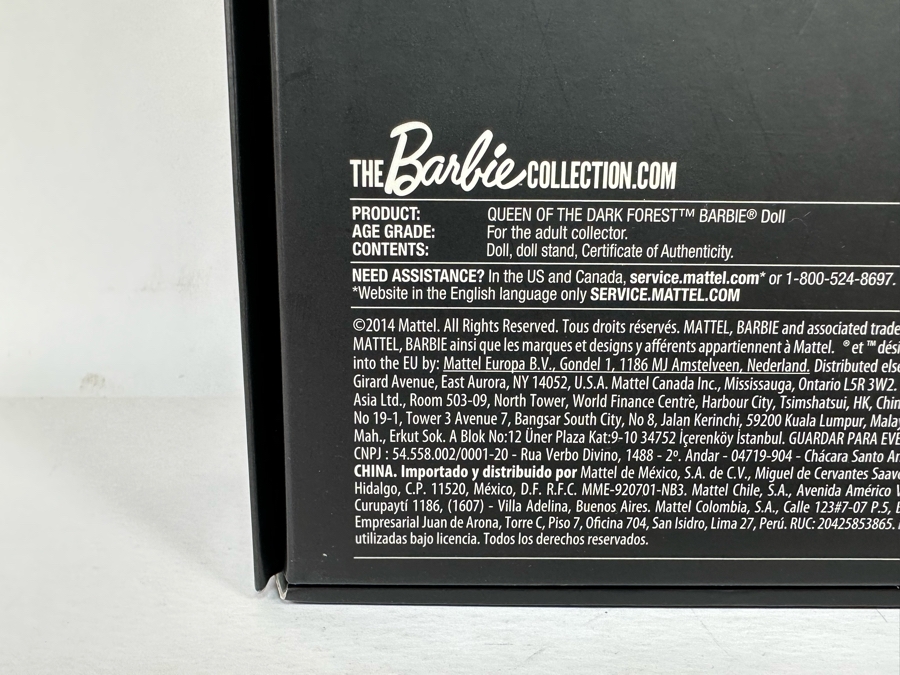 THE Barbie COLLECTION.COM
PRODUCT: QUEEN OF THE DARK FOREST™ BARBIE® Doll
AGE GRADE: For the adult collector.
CONTENTS: Doll, doll stand, Certificate of Authenticity.
NEED ASSISTANCE? In the US and Canada, service.mattel.com* or 1-800-524-8697.
*Website in the English language only SERVICE.MATTEL.COM
©2014 Mattel. All Rights Reserved. Tous droits réservés. MATTEL, BARBIE and associated trade
MATTEL, BARBIE ainsi que les marques et designs y afférents appartiennent à Mattel. ® et ™ dési
into the EU by: Mattel Europa B.V., Gondel 1, 1186 MJ Amstelveen, Nederland. Distributed else
Girard Avenue, East Aurora, NY 14052, U.S.A. Mattel Canada Inc., Mississauga, Ontario L5R 3W2.
Asia Ltd., Room 503-09, North Tower, World Finance Centre, Harbour City, Tsimshatsui, HK, Chin
No 19-1, Tower 3 Avenue 7, Bangsar South City, No 8, Jalan Kerinchi, 59200 Kuala Lumpur, Malay
Mah., Erkut Sok. A Blok No:12 Üner Plaza Kat:9-10 34752 İçerenköy İstanbul. GUARDAR PARA EVE
CNPJ : 54.558.002/0001-20 - Rua Verbo Divino, 1488 - 2º. Andar - 04719-904 - Chácara Santo An
CHINA. Importado y distribuido por Mattel de México, S.A. de C.V., Miguel de Cervantes Saave
Hidalgo, C.P. 11520, México, D.F. R.F.C. MME-920701-NB3. Mattel Chile, S.A., Avenida Américo V
Curupaytí 1186, (1607) - Villa Adelina, Buenos Aires. Mattel Colombia, S.A., Calle 123#7-07 P.5, B
Empresarial Juan de Arona, Torre C, Piso 7, Oficina 704, San Isidro, Lima 27, Perú. RUC: 20425853865.
utilizadas bajo licencia. Todos los derechos reservados.